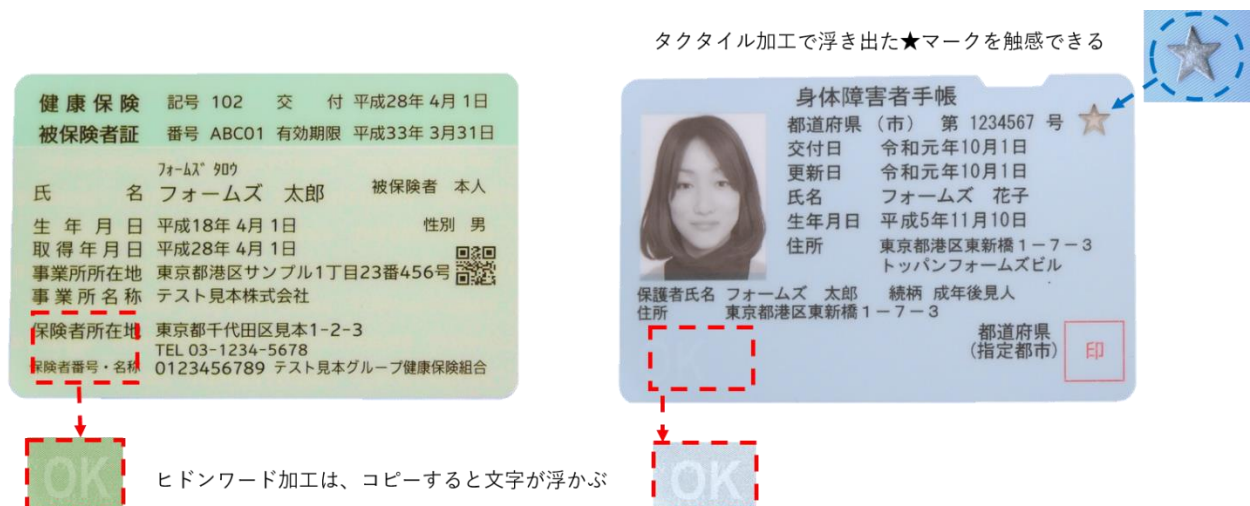 タクタイル加工で浮き出た★マークを触感できる
健康保険 記号 102 交付 平成28年 4月 1日
被保険者証 番号 ABC01 有効期限 平成33年 3月31日
フォームズ タロウ
氏名 フォームズ 太郎 被保険者 本人
生年月日 平成18年 4月 1日 性別 男
取得年月日 平成28年 4月 1日
事業所所在地 東京都港区サンプル1丁目23番456号
事業所名称 テスト見本株式会社
保険者所在地 東京都千代田区見本1-2-3
TEL 03-1234-5678
保険者番号・名称 0123456789 テスト見本グループ健康保険組合
OK
ヒドンワード加工は、コピーすると文字が浮かぶ
身体障害者手帳
都道府県 (市) 第 1234567 号
交付日 令和元年10月1日
更新日 令和元年10月1日
氏名 フォームズ 花子
生年月日 平成5年11月10日
住所 東京都港区東新橋1-7-3
トッパンフォームズビル
保護者氏名 フォームズ 太郎 続柄 成年後見人
住所 東京都港区東新橋1-7-3
都道府県
(指定都市) 印
OK
OK